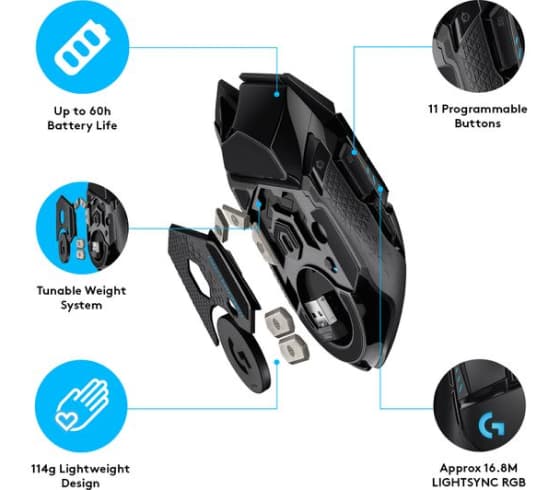 Up to 60h
Battery Life
11 Programmable
Buttons
Tunable Weight
System
114g Lightweight
Design
Approx 16.8M
LIGHTSYNC RGB